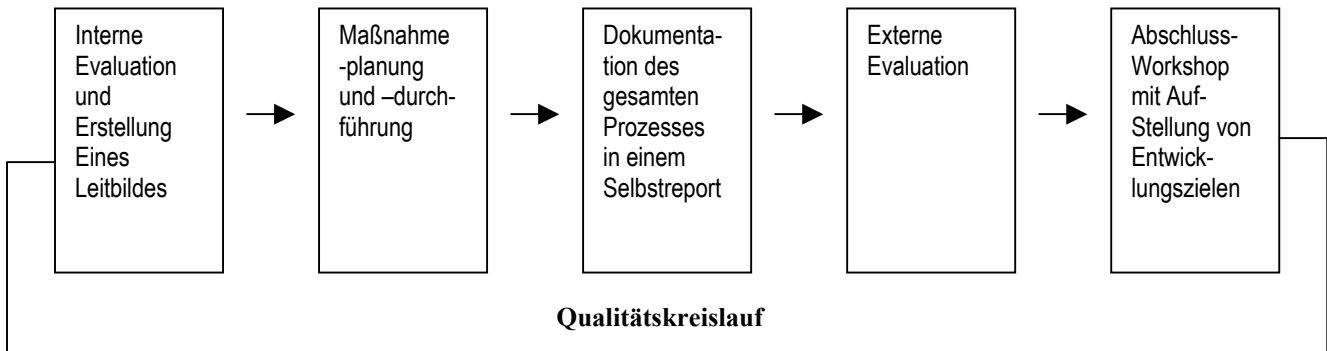 Interne
Evaluation
und
Erstellung
Eines
Leitbildes
Maßnahme
-planung
und –durch-
führung
Dokumenta-
tion des
gesamten
Prozesses
in einem
Selbstreport
Externe
Evaluation
Abschluss-
Workshop
mit Auf-
Stellung von
Entwick-
lungszielen
Qualitätskreislauf